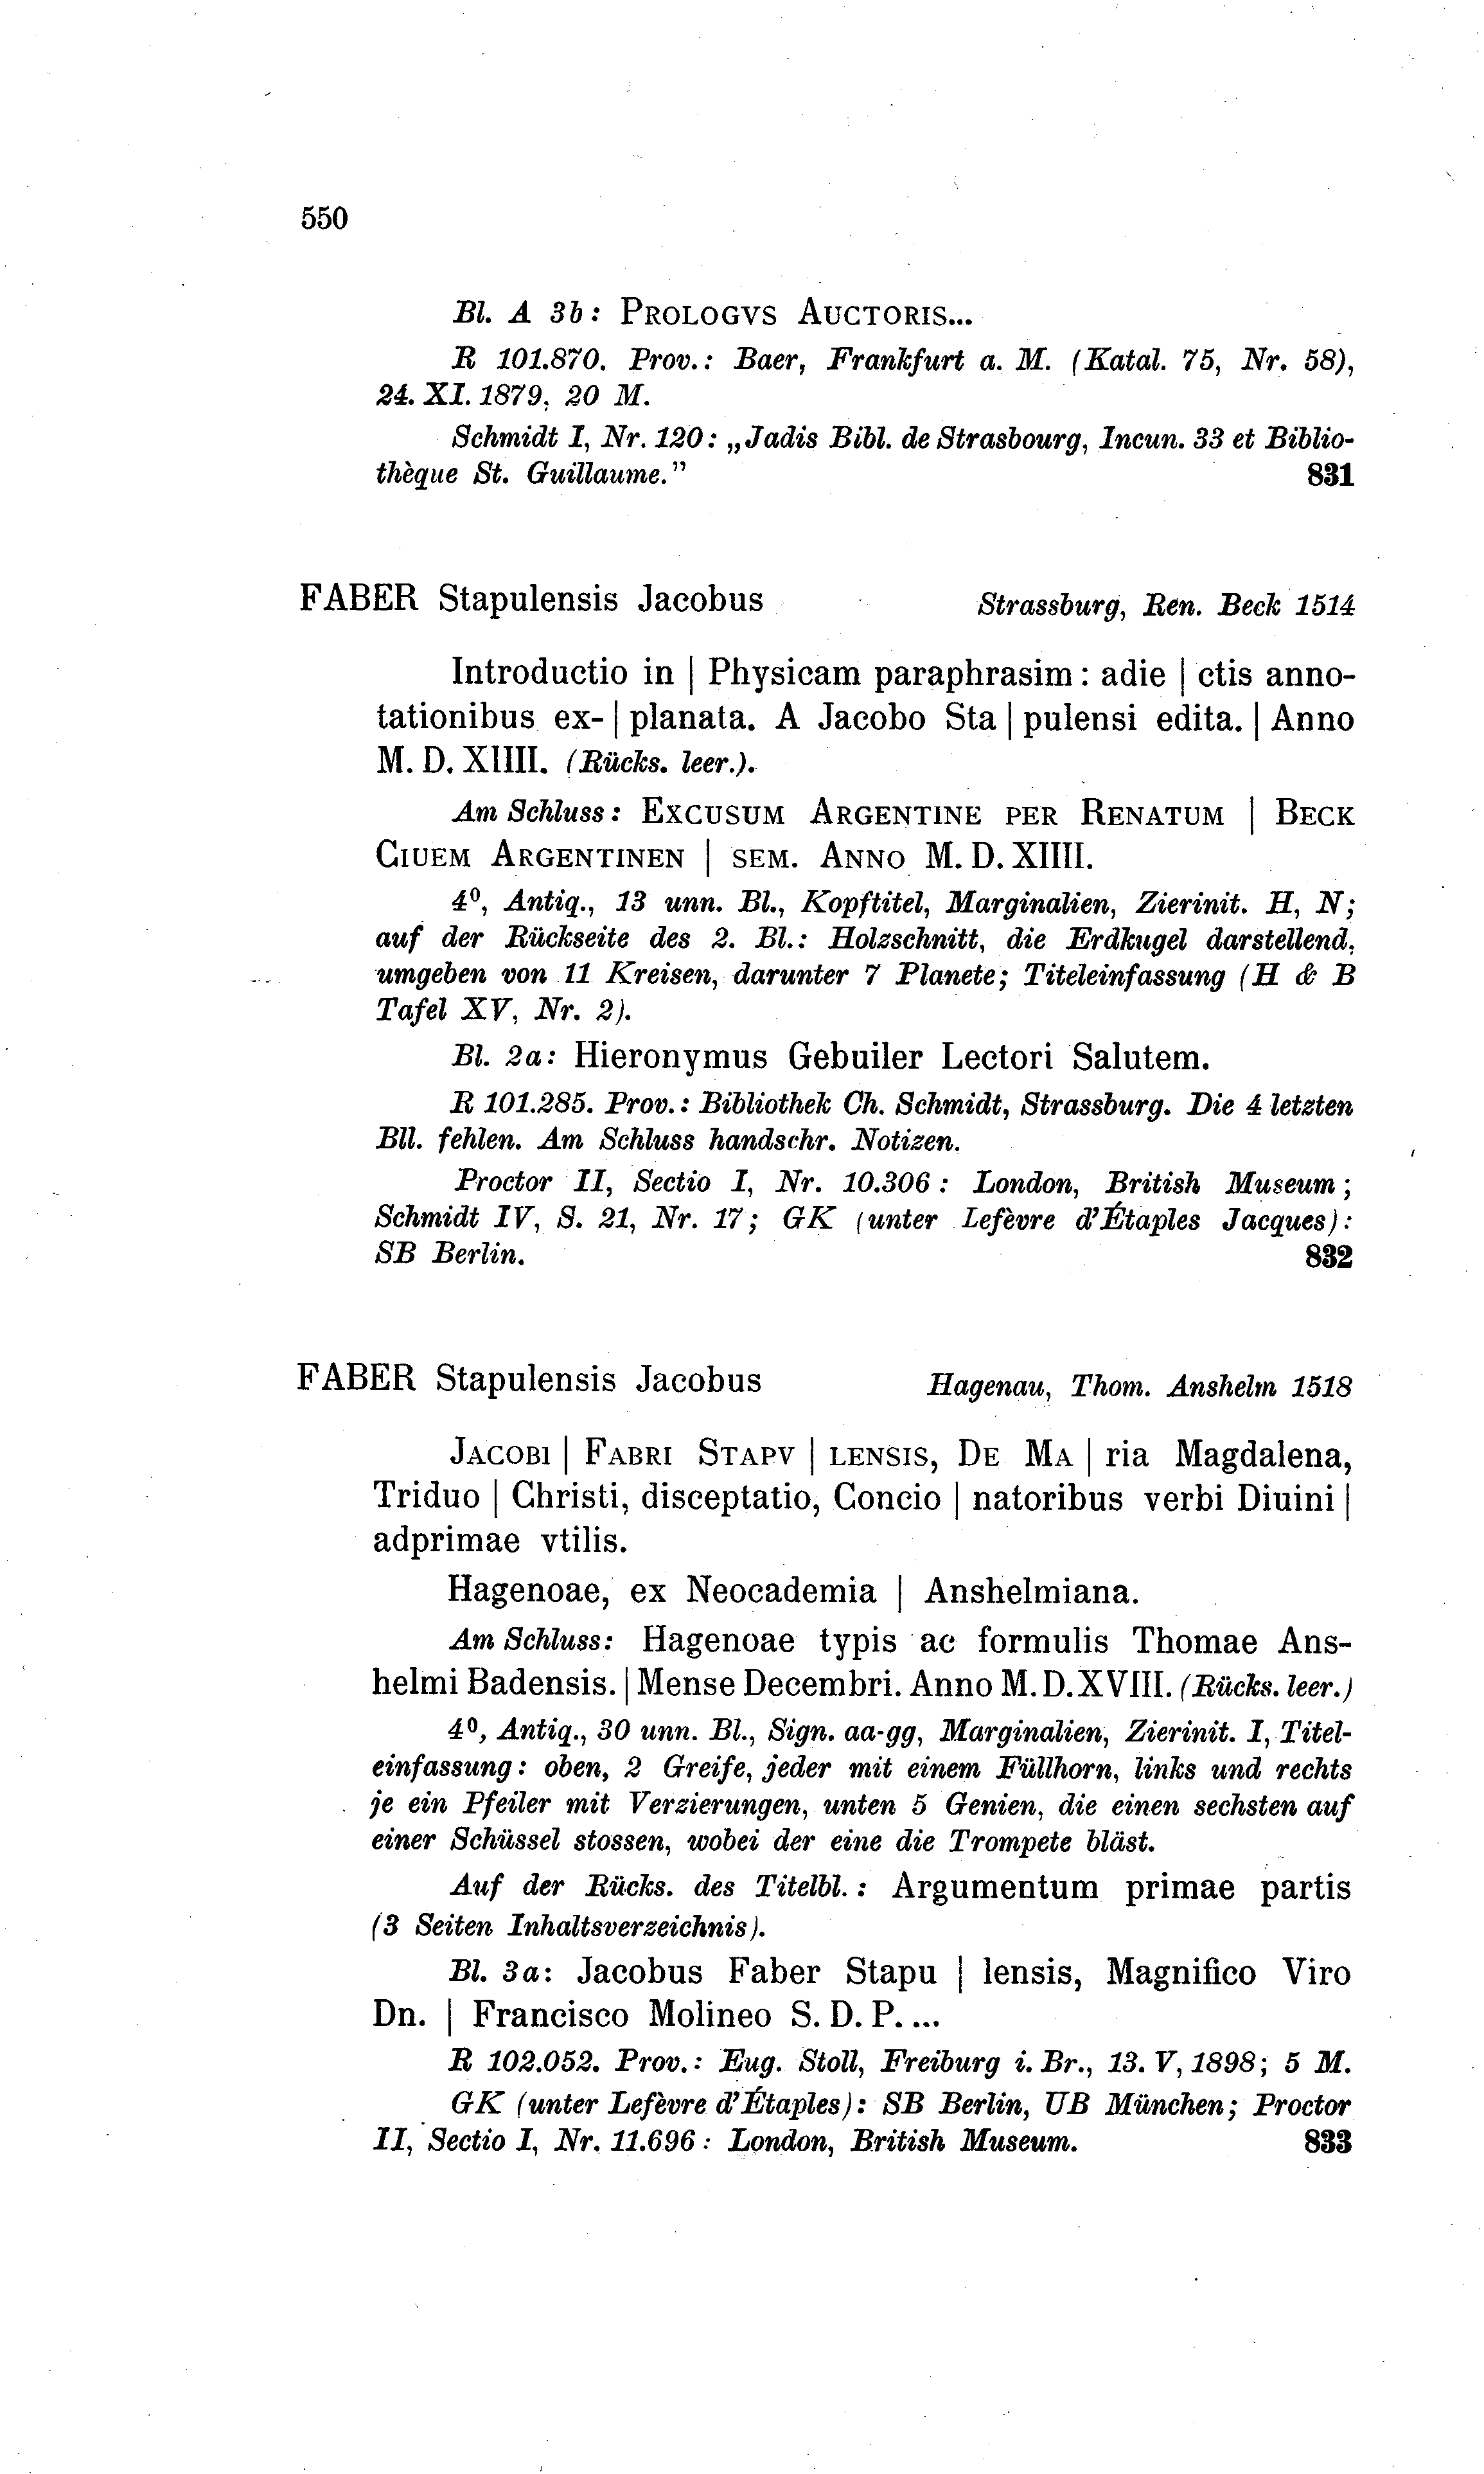 550
Bl. A 3b: PROLOGVS AUCTORIS...
R 101.870. Prov.: Baer, Frankfurt a. M. (Katal. 75, Nr. 58),
24. XI. 1879, 20 M.
Schmidt I, Nr. 120: „Jadis Bibl. de Strasbourg, Incun. 33 et Biblio-
thèque St. Guillaume." 831
FABER Stapulensis Jacobus Strassburg, Ren. Beck 1514
Introductio in | Physicam paraphrasim: adie | ctis anno-
tationibus ex- | planata. A Jacobo Sta | pulensi edita. | Anno
M. D. XIIII. (Rücks. leer.).
Am Schluss: EXCUSUM ARGENTINE PER RENATUM | BECK
CIUEM ARGENTINEN | SEM. ANNO M. D. XIIII.
4⁰, Antiq., 13 unn. Bl., Kopftitel, Marginalien, Zierinit. H, N;
auf der Rückseite des 2. Bl.: Holzschnitt, die Erdkugel darstellend,
umgeben von 11 Kreisen, darunter 7 Planete; Titeleinfassung (H & B
Tafel XV, Nr. 2).
Bl. 2a: Hieronymus Gebuiler Lectori Salutem.
R 101.285. Prov.: Bibliothek Ch. Schmidt, Strassburg. Die 4 letzten
Bll. fehlen. Am Schluss handschr. Notizen.
Proctor II, Sectio I, Nr. 10.306: London, British Museum;
Schmidt IV, S. 21, Nr. 17; GK (unter Lefèvre d'Étaples Jacques):
SB Berlin. 832
FABER Stapulensis Jacobus Hagenau, Thom. Anshelm 1518
JACOBI | FABRI STAPV | LENSIS, DE MA | ria Magdalena,
Triduo | Christi, disceptatio, Concio | natoribus verbi Diuini |
adprimae vtilis.
Hagenoae, ex Neocademia | Anshelmiana.
Am Schluss: Hagenoae typis ac formulis Thomae Ans-
helmi Badensis. | Mense Decembri. Anno M. D. XVIII. (Rücks. leer.)
4⁰, Antiq., 30 unn. Bl., Sign. aa-gg, Marginalien, Zierinit. I, Titel-
einfassung: oben, 2 Greife, jeder mit einem Füllhorn, links und rechts
je ein Pfeiler mit Verzierungen, unten 5 Genien, die einen sechsten auf
einer Schüssel stossen, wobei der eine die Trompete bläst.
Auf der Rücks. des Titelbl.: Argumentum primae partis
(3 Seiten Inhaltsverzeichnis).
Bl. 3a: Jacobus Faber Stapu | lensis, Magnifico Viro
Dn. | Francisco Molineo S. D. P. ...
R 102.052. Prov.: Eug. Stoll, Freiburg i. Br., 13. V, 1898; 5 M.
GK (unter Lefèvre d'Étaples): SB Berlin, UB München; Proctor
II, Sectio I, Nr. 11.696: London, British Museum. 833